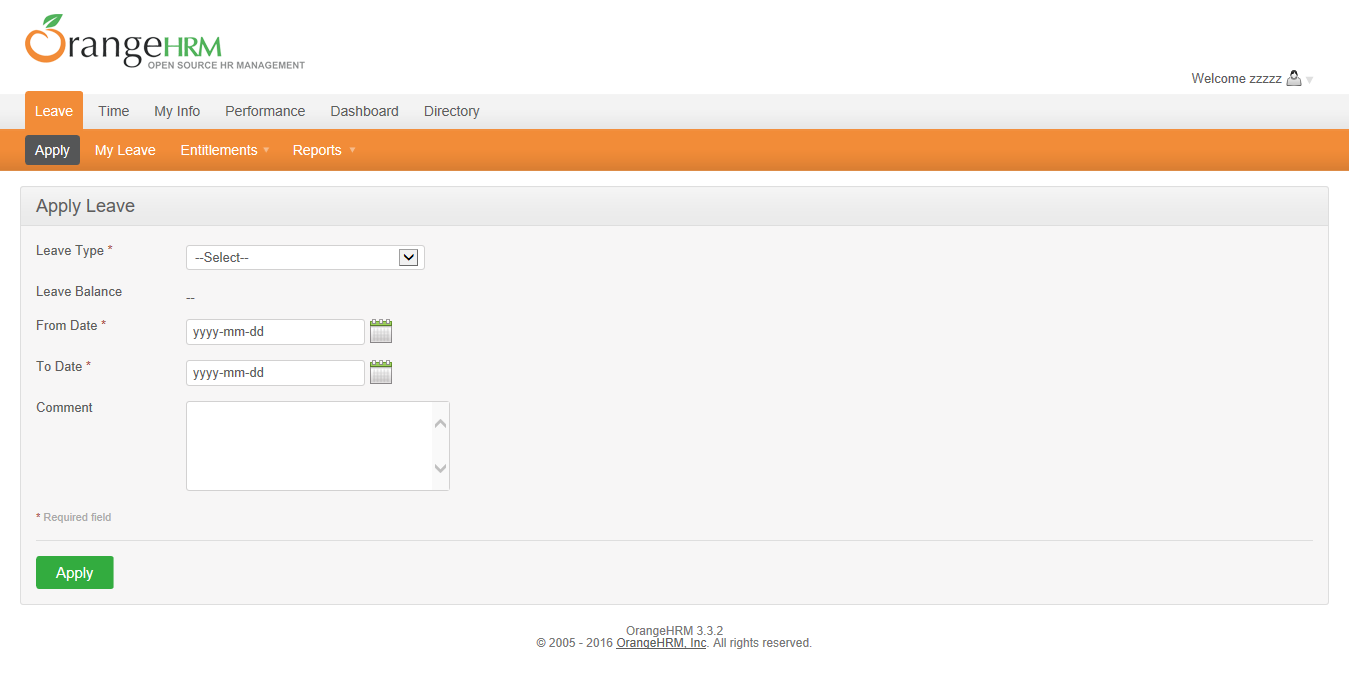 OrangeHRM
OPEN SOURCE HR MANAGEMENT
Welcome zzzzz
Leave Time My Info Performance Dashboard Directory
Apply My Leave Entitlements Reports
Apply Leave
Leave Type * --Select--
Leave Balance --
From Date * yyyy-mm-dd
To Date * yyyy-mm-dd
Comment
* Required field
Apply
OrangeHRM 3.3.2
© 2005 - 2016 OrangeHRM, Inc. All rights reserved.